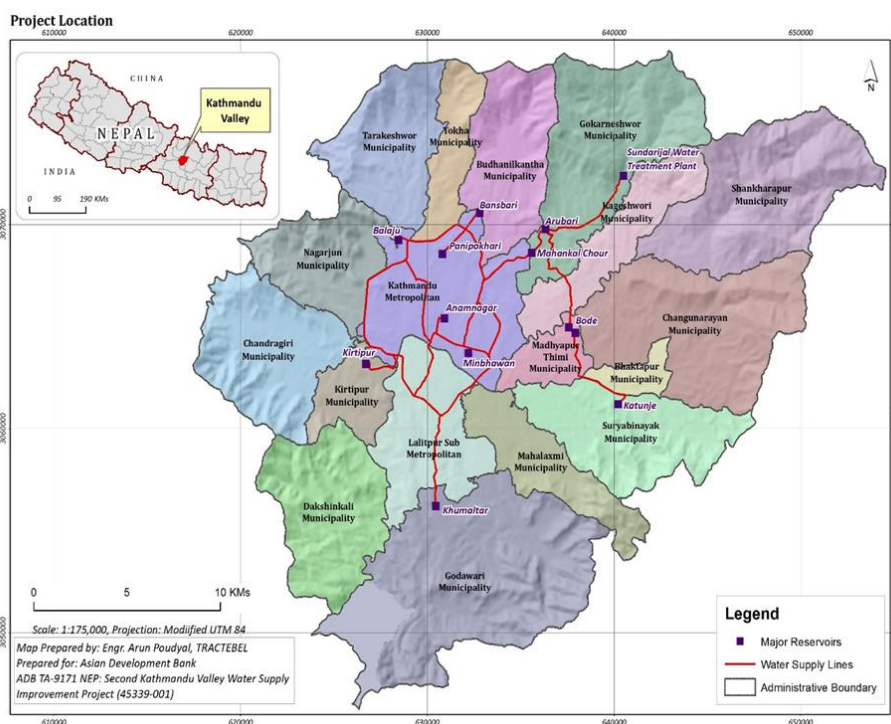 Project Location
610000
620000
630000
640000
650000
CHINA
Kathmandu
Valley
NEPAL
INDIA
0 95 190 KMs
N
Tarakeshwor
Municipality
Tokha
Municipality
Budhanilkantha
Municipality
Gokarneshwor
Municipality
Sundarijal Water
Treatment Plant
Kageshwori
Municipality
Shankharapur
Municipality
Bansbari
Arubari
3070000
Balaju
Panipokhari
Mahankal Chour
Nagarjun
Municipality
Kathmandu
Metropolitan
Anamnagar
Bode
Changunarayan
Municipality
Chandragiri
Municipality
Kirtipur
Minbhawan
Madhyapur
Thimi
Municipality
Bhaktapur
Municipality
Kirtipur
Municipality
Katunje
Suryabinayak
Municipality
3060000
Lalitpur Sub
Metropolitan
Mahalaxmi
Municipality
Dakshinkali
Municipality
Khumaltar
Godawari
Municipality
0 5 10 KMs
Scale: 1:175,000, Projection: Modiified UTM 84
3050000
Map Prepared by: Engr. Arun Poudyal, TRACTEBEL
Prepared for: Asian Development Bank
ADB TA-9171 NEP: Second Kathmandu Valley Water Supply
Improvement Project (45339-001)
Legend
Major Reservoirs
Water Supply Lines
Administrative Boundary
610000
620000
630000
640000
650000